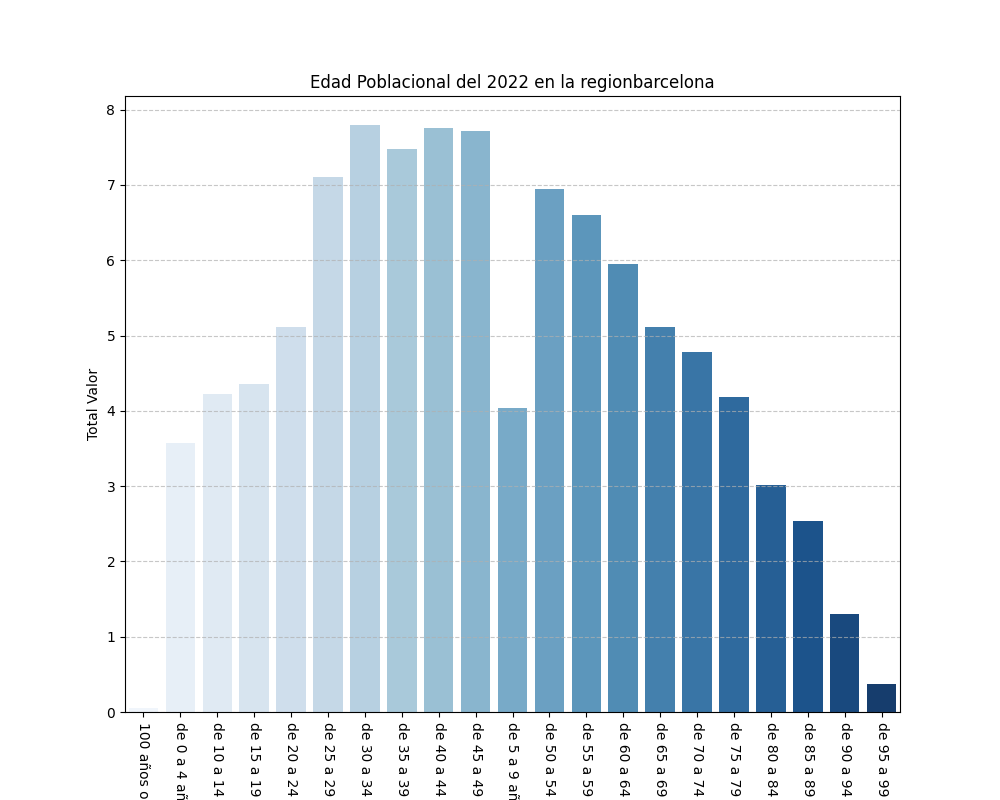 Edad Poblacional del 2022 en la regionbarcelona
8
7
6
5
4
3
2
1
0
Total Valor
100 años o
de 0 a 4 añ
de 10 a 14
de 15 a 19
de 20 a 24
de 25 a 29
de 30 a 34
de 35 a 39
de 40 a 44
de 45 a 49
de 5 a 9 añ
de 50 a 54
de 55 a 59
de 60 a 64
de 65 a 69
de 70 a 74
de 75 a 79
de 80 a 84
de 85 a 89
de 90 a 94
de 95 a 99